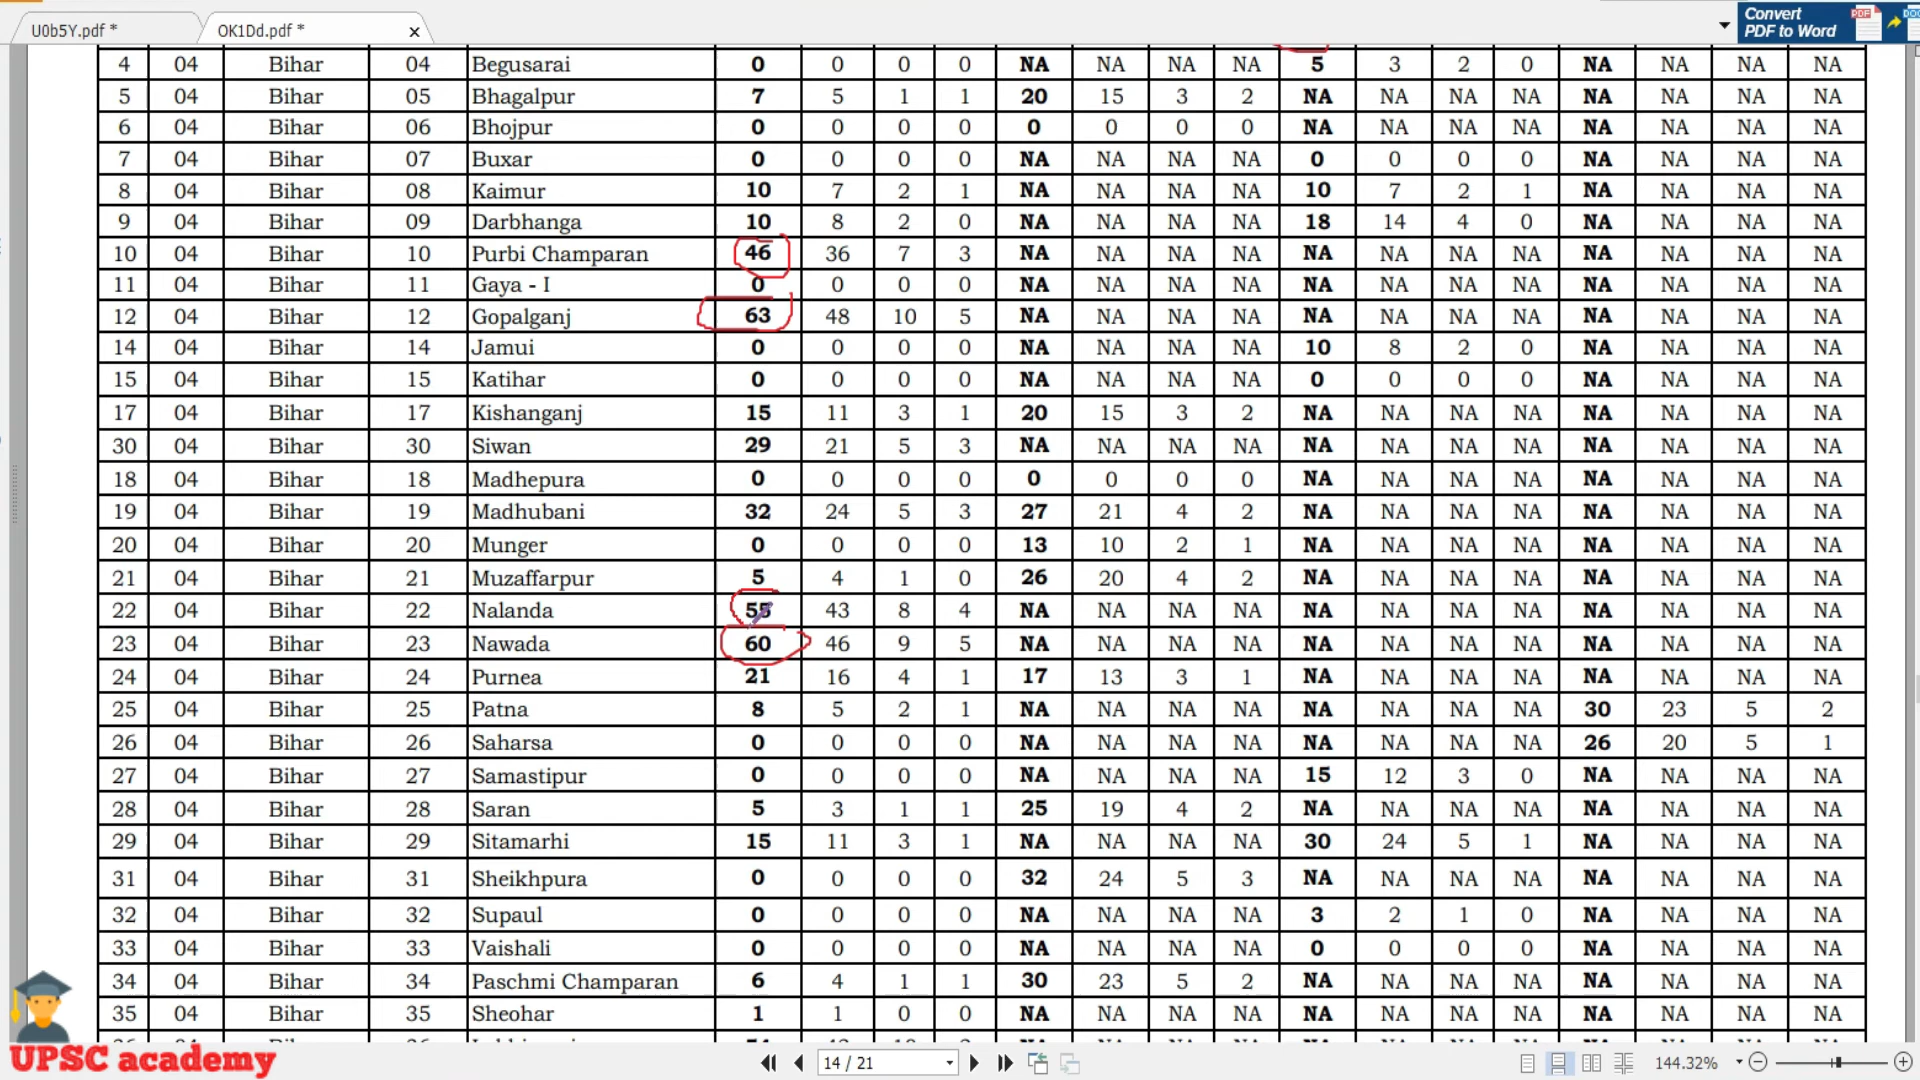 U0b5Y.pdf *
OK1Dd.pdf *
Convert
PDF to Word
4 04 Bihar 04 Begusarai 0 0 0 0 NA NA NA NA 5 3 2 0 NA NA NA NA
5 04 Bihar 05 Bhagalpur 7 5 1 1 20 15 3 2 NA NA NA NA NA NA NA NA
6 04 Bihar 06 Bhojpur 0 0 0 0 0 0 0 0 NA NA NA NA NA NA NA NA
7 04 Bihar 07 Buxar 0 0 0 0 NA NA NA NA 0 0 0 0 NA NA NA NA
8 04 Bihar 08 Kaimur 10 7 2 1 NA NA NA NA 10 7 2 1 NA NA NA NA
9 04 Bihar 09 Darbhanga 10 8 2 0 NA NA NA NA 18 14 4 0 NA NA NA NA
10 04 Bihar 10 Purbi Champaran 46 36 7 3 NA NA NA NA NA NA NA NA NA NA NA NA
11 04 Bihar 11 Gaya - I 0 0 0 0 NA NA NA NA NA NA NA NA NA NA NA NA
12 04 Bihar 12 Gopalganj 63 48 10 5 NA NA NA NA NA NA NA NA NA NA NA NA
14 04 Bihar 14 Jamui 0 0 0 0 NA NA NA NA 10 8 2 0 NA NA NA NA
15 04 Bihar 15 Katihar 0 0 0 0 NA NA NA NA 0 0 0 0 NA NA NA NA
17 04 Bihar 17 Kishanganj 15 11 3 1 20 15 3 2 NA NA NA NA NA NA NA NA
30 04 Bihar 30 Siwan 29 21 5 3 NA NA NA NA NA NA NA NA NA NA NA NA
18 04 Bihar 18 Madhepura 0 0 0 0 0 0 0 0 NA NA NA NA NA NA NA NA
19 04 Bihar 19 Madhubani 32 24 5 3 27 21 4 2 NA NA NA NA NA NA NA NA
20 04 Bihar 20 Munger 0 0 0 0 13 10 2 1 NA NA NA NA NA NA NA NA
21 04 Bihar 21 Muzaffarpur 5 4 1 0 26 20 4 2 NA NA NA NA NA NA NA NA
22 04 Bihar 22 Nalanda 55 43 8 4 NA NA NA NA NA NA NA NA NA NA NA NA
23 04 Bihar 23 Nawada 60 46 9 5 NA NA NA NA NA NA NA NA NA NA NA NA
24 04 Bihar 24 Purnea 21 16 4 1 17 13 3 1 NA NA NA NA NA NA NA NA
25 04 Bihar 25 Patna 8 5 2 1 NA NA NA NA NA NA NA NA 30 23 5 2
26 04 Bihar 26 Saharsa 0 0 0 0 NA NA NA NA NA NA NA NA 26 20 5 1
27 04 Bihar 27 Samastipur 0 0 0 0 NA NA NA NA 15 12 3 0 NA NA NA NA
28 04 Bihar 28 Saran 5 3 1 1 25 19 4 2 NA NA NA NA NA NA NA NA
29 04 Bihar 29 Sitamarhi 15 11 3 1 NA NA NA NA 30 24 5 1 NA NA NA NA
31 04 Bihar 31 Sheikhpura 0 0 0 0 32 24 5 3 NA NA NA NA NA NA NA NA
32 04 Bihar 32 Supaul 0 0 0 0 NA NA NA NA 3 2 1 0 NA NA NA NA
33 04 Bihar 33 Vaishali 0 0 0 0 NA NA NA NA 0 0 0 0 NA NA NA NA
34 04 Bihar 34 Paschmi Champaran 6 4 1 1 30 23 5 2 NA NA NA NA NA NA NA NA
35 04 Bihar 35 Sheohar 1 1 0 0 NA NA NA NA NA NA NA NA NA NA NA NA
UPSC academy
14 / 21
144.32%